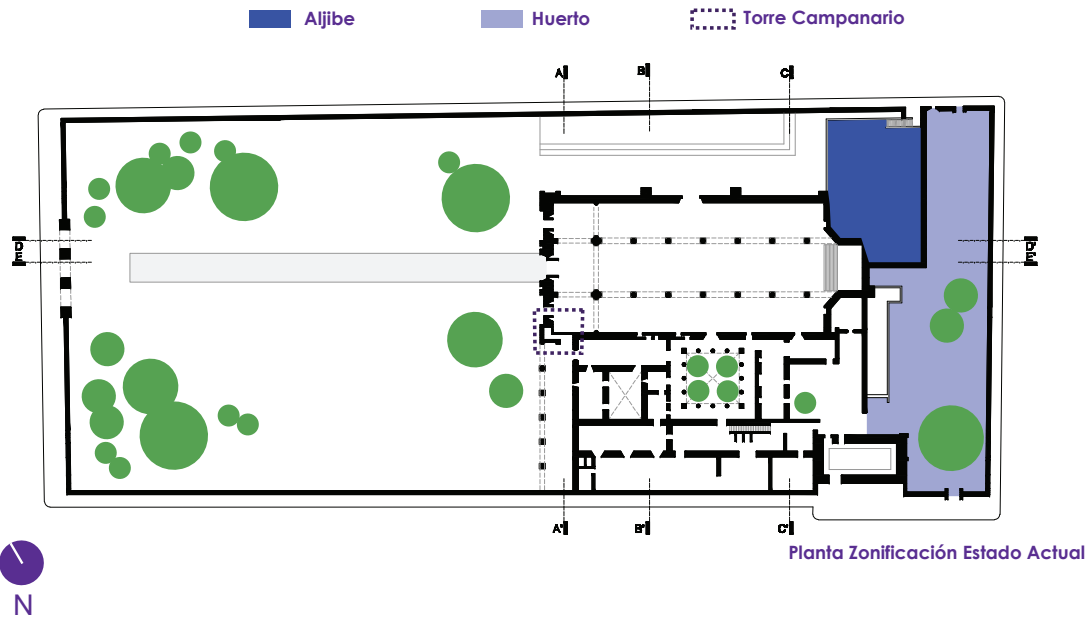 Aljibe
Huerto
Torre Campanario
A
B
C
D
E
D'
E'
A'
B'
C'
Planta Zonificación Estado Actual
N